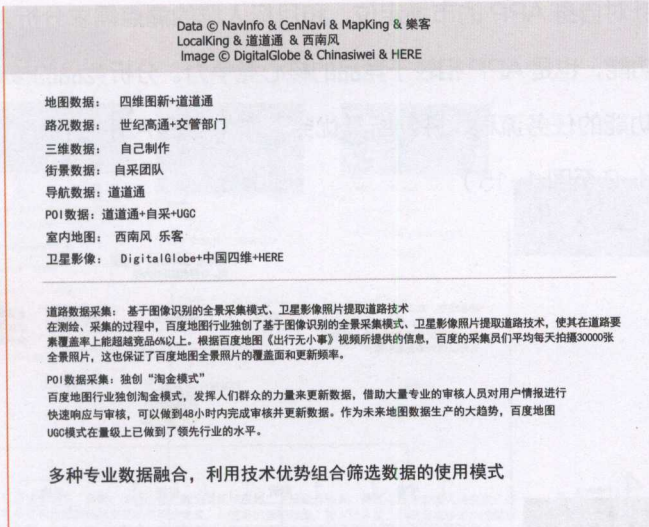 Data © NavInfo & CenNavi & MapKing & 樂客
LocalKing & 道道通 & 西南风
Image © DigitalGlobe & Chinasiwei & HERE
地图数据： 四维图新+道道通
路况数据： 世纪高通+交管部门
三维数据： 自己制作
街景数据： 自采团队
导航数据：道道通
POI数据：道道通+自采+UGC
室内地图： 西南风 乐客
卫星影像： DigitalGlobe+中国四维+HERE
道路数据采集： 基于图像识别的全景采集模式、卫星影像照片提取道路技术
在测绘、采集的过程中，百度地图行业独创了基于图像识别的全景采集模式、卫星影像照片提取道路技术，使其在道路要
素覆盖率上能超越竞品6%以上。根据百度地图《出行无小事》视频所提供的信息，百度的采集员们平均每天拍摄30000张
全景照片，这也保证了百度地图全景照片的覆盖面和更新频率。
POI数据采集：独创“淘金模式”
百度地图行业独创淘金模式，发挥人们群众的力量来更新数据，借助大量专业的审核人员对用户情报进行
快速响应与审核，可以做到48小时内完成审核并更新数据。作为未来地图数据生产的大趋势，百度地图
UGC模式在量级上已做到了领先行业的水平。
多种专业数据融合，利用技术优势组合筛选数据的使用模式